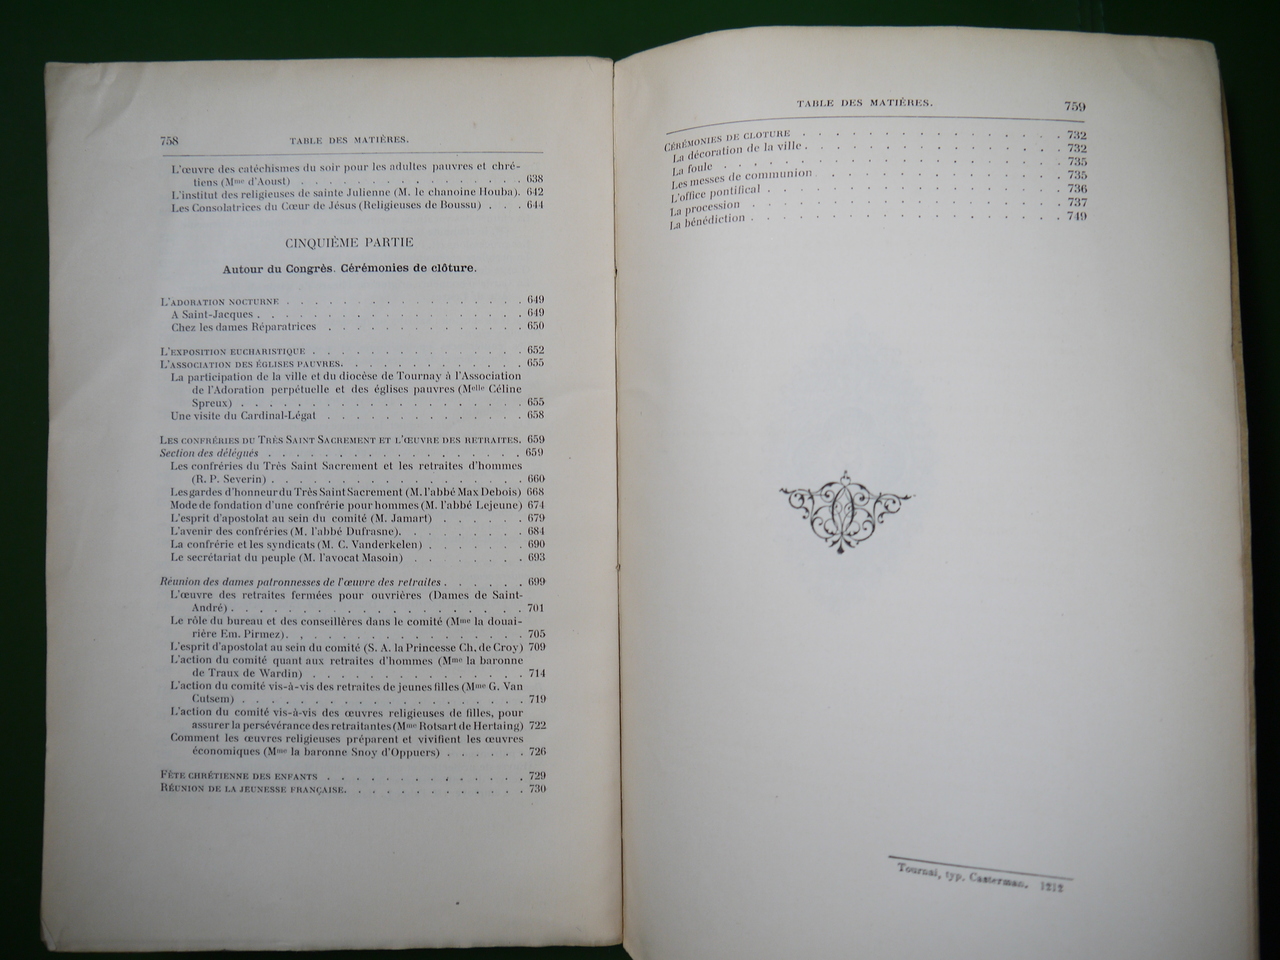 758 TABLE DES MATIÈRES.
L'œuvre des catéchismes du soir pour les adultes pauvres et chré-
tiens (Mme d'Aoust) . . . . . . . . . . . . . . . . 638
L'institut des religieuses de sainte Julienne (M. le chanoine Houba). 642
Les Consolatrices du Cœur de Jésus (Religieuses de Boussu) . . . 644
CINQUIÈME PARTIE
Autour du Congrès. Cérémonies de clôture.
L'ADORATION NOCTURNE . . . . . . . . . . . . . . . . . 649
A Saint-Jacques . . . . . . . . . . . . . . . . . . . 649
Chez les dames Réparatrices . . . . . . . . . . . . . . 650
L'EXPOSITION EUCHARISTIQUE . . . . . . . . . . . . . . . 652
L'ASSOCIATION DES ÉGLISES PAUVRES. . . . . . . . . . . . . 655
La participation de la ville et du diocèse de Tournay à l'Association
de l'Adoration perpétuelle et des églises pauvres (Melle Céline
Spreux) . . . . . . . . . . . . . . . . . . . . 655
Une visite du Cardinal-Légat . . . . . . . . . . . . . . 658
LES CONFRÉRIES DU TRÈS SAINT SACREMENT ET L'ŒUVRE DES RETRAITES. 659
Section des délégués . . . . . . . . . . . . . . . . . . 659
Les confréries du Très Saint Sacrement et les retraites d'hommes
(R. P. Severin) . . . . . . . . . . . . . . . . . . 660
Les gardes d'honneur du Très Saint Sacrement (M. l'abbé Max Debois) 668
Mode de fondation d'une confrérie pour hommes (M. l'abbé Lejeune) 674
L'esprit d'apostolat au sein du comité (M. Jamart) . . . . . . 679
L'avenir des confréries (M. l'abbé Dufrasne). . . . . . . . . 684
La confrérie et les syndicats (M. C. Vanderkelen) . . . . . . . 690
Le secrétariat du peuple (M. l'avocat Masoin) . . . . . . . . 693
Réunion des dames patronnesses de l'œuvre des retraites . . . . . . 699
L'œuvre des retraites fermées pour ouvrières (Dames de Saint-
André) . . . . . . . . . . . . . . . . . . . . . 701
Le rôle du bureau et des conseillères dans le comité (Mme la douai-
rière Em. Pirmez). . . . . . . . . . . . . . . . . 705
L'esprit d'apostolat au sein du comité (S. A. la Princesse Ch. de Croy) 709
L'action du comité quant aux retraites d'hommes (Mme la baronne
de Traux de Wardin) . . . . . . . . . . . . . . . . 714
L'action du comité vis-à-vis des retraites de jeunes filles (Mme G. Van
Cutsem) . . . . . . . . . . . . . . . . . . . . 719
L'action du comité vis-à-vis des œuvres religieuses de filles, pour
assurer la persévérance des retraitantes (Mme Rotsart de Hertaing) 722
Comment les œuvres religieuses préparent et vivifient les œuvres
économiques (Mme la baronne Snoy d'Oppuers) . . . . . . 726
FÊTE CHRÉTIENNE DES ENFANTS . . . . . . . . . . . . . . 729
RÉUNION DE LA JEUNESSE FRANÇAISE. . . . . . . . . . . . . 730
TABLE DES MATIÈRES. 759
CÉRÉMONIES DE CLOTURE . . . . . . . . . . . . . . . . . 732
La décoration de la ville . . . . . . . . . . . . . . . . . 732
La foule . . . . . . . . . . . . . . . . . . . . . . . 735
Les messes de communion . . . . . . . . . . . . . . . . 735
L'office pontifical . . . . . . . . . . . . . . . . . . . 736
La procession . . . . . . . . . . . . . . . . . . . . . 737
La bénédiction . . . . . . . . . . . . . . . . . . . . 749
Tournai, typ. Casterman.